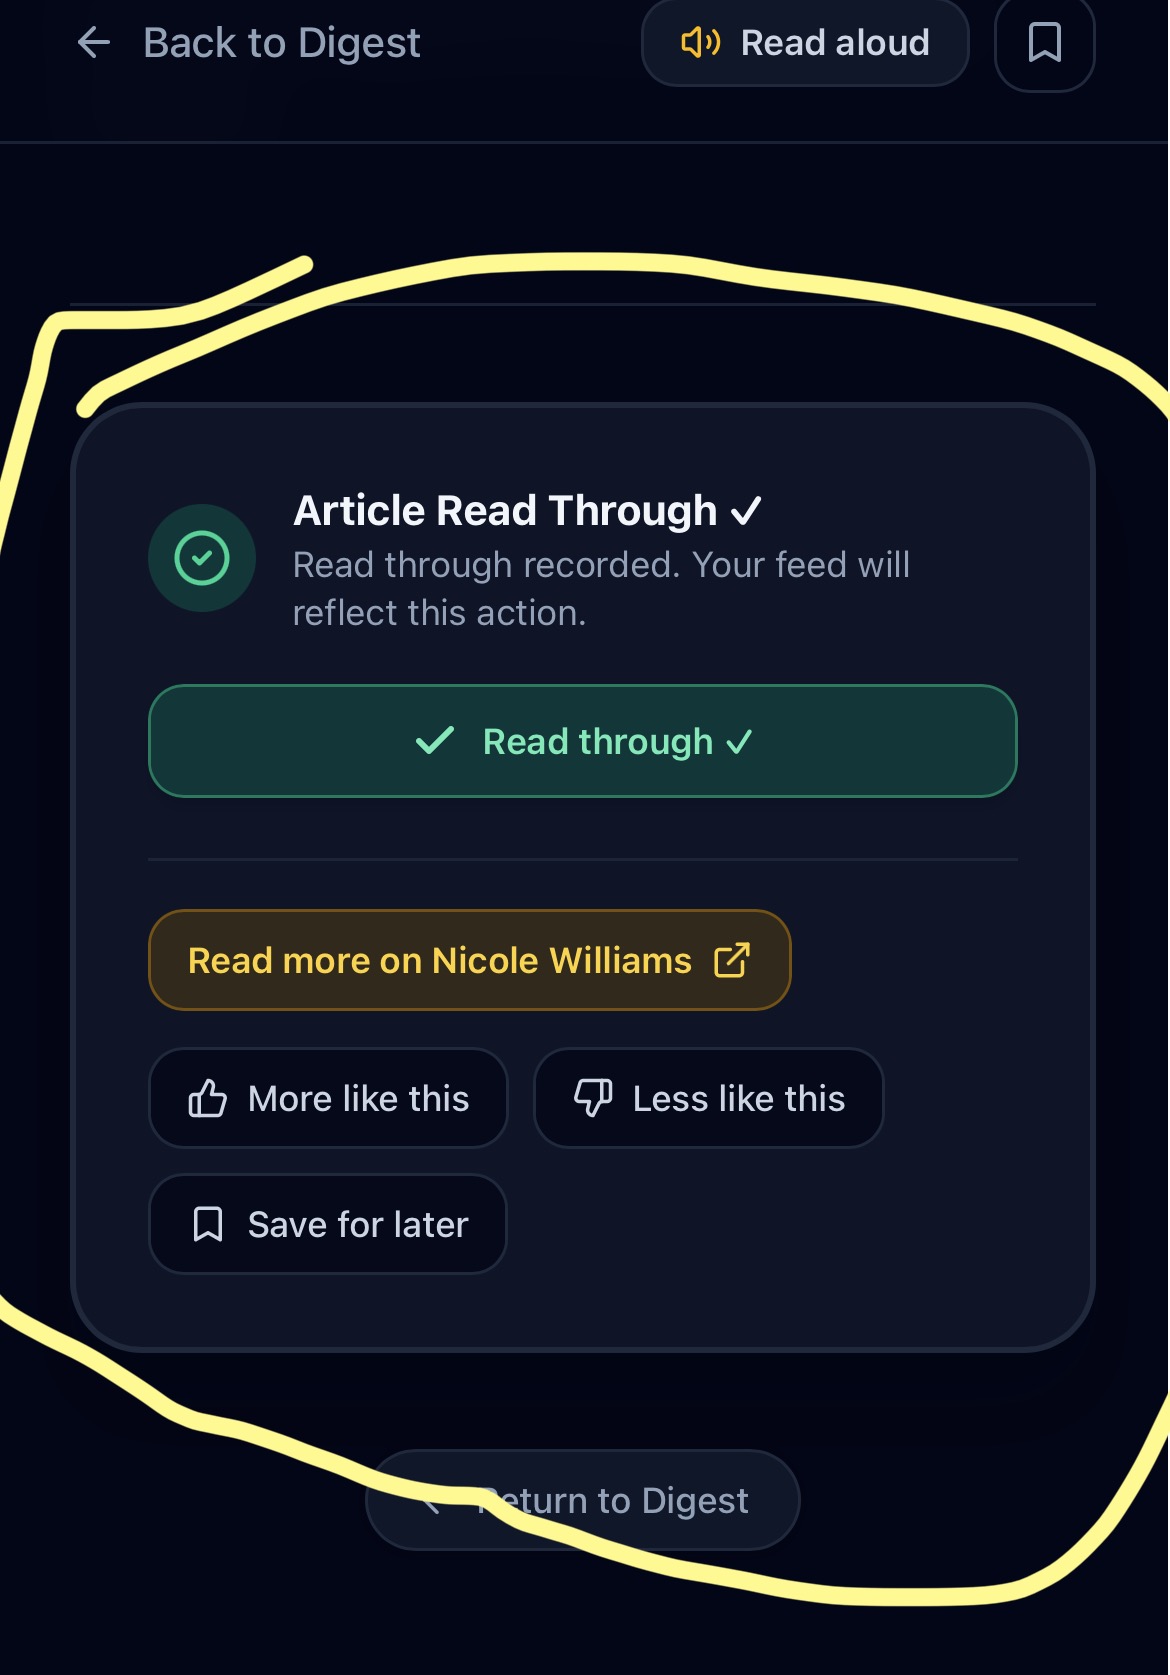 Back to Digest
Read aloud
Article Read Through ✓
Read through recorded. Your feed will
reflect this action.
Read through ✓
Read more on Nicole Williams
More like this
Less like this
Save for later
Return to Digest